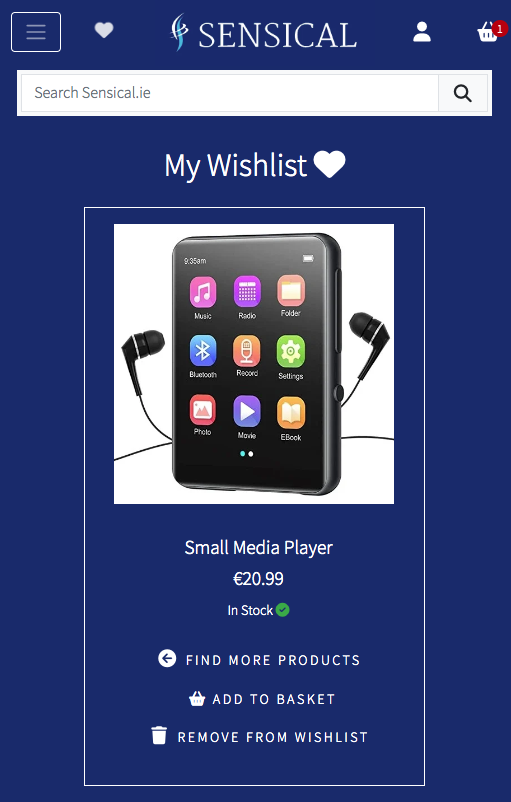 SENSICAL
1
Search Sensical.ie
My Wishlist
9:35am
Music Radio Folder
Bluetooth Record Settings
Photo Movie EBook
Small Media Player
€20.99
In Stock
FIND MORE PRODUCTS
ADD TO BASKET
REMOVE FROM WISHLIST